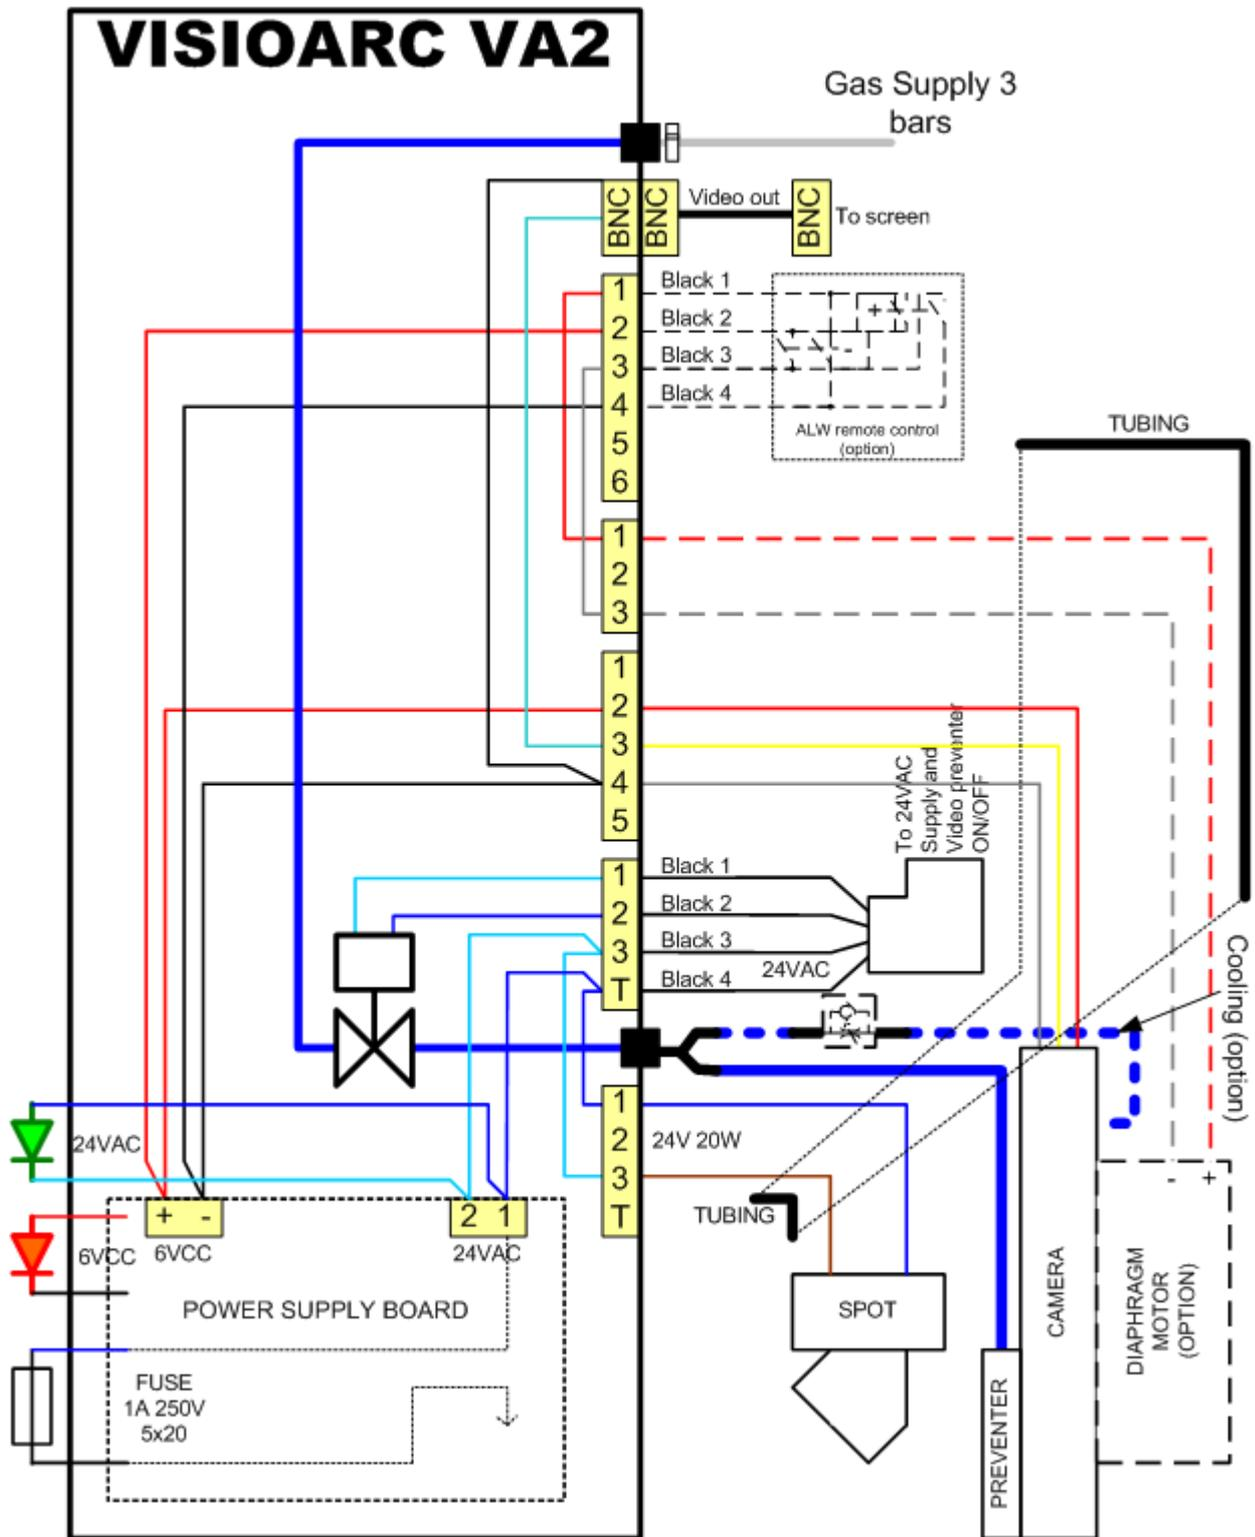 VISIOARC VA2
Gas Supply 3
bars
BNC
BNC
Video out
BNC
To screen
1
Black 1
2
Black 2
3
Black 3
4
Black 4
5
6
+
-
ALW remote control
(option)
TUBING
1
2
3
1
2
3
4
5
To 24VAC
Supply and
Video preventer
ON/OFF
1
Black 1
2
Black 2
3
Black 3
24VAC
T
Black 4
Cooling (option)
1
2
24V 20W
3
T
24VAC
+ -
6VCC
2 1
24VAC
6VCC
POWER SUPPLY BOARD
FUSE
1A 250V
5x20
TUBING
SPOT
PREVENTER
CAMERA
- +
DIAPHRAGM
MOTOR
(OPTION)